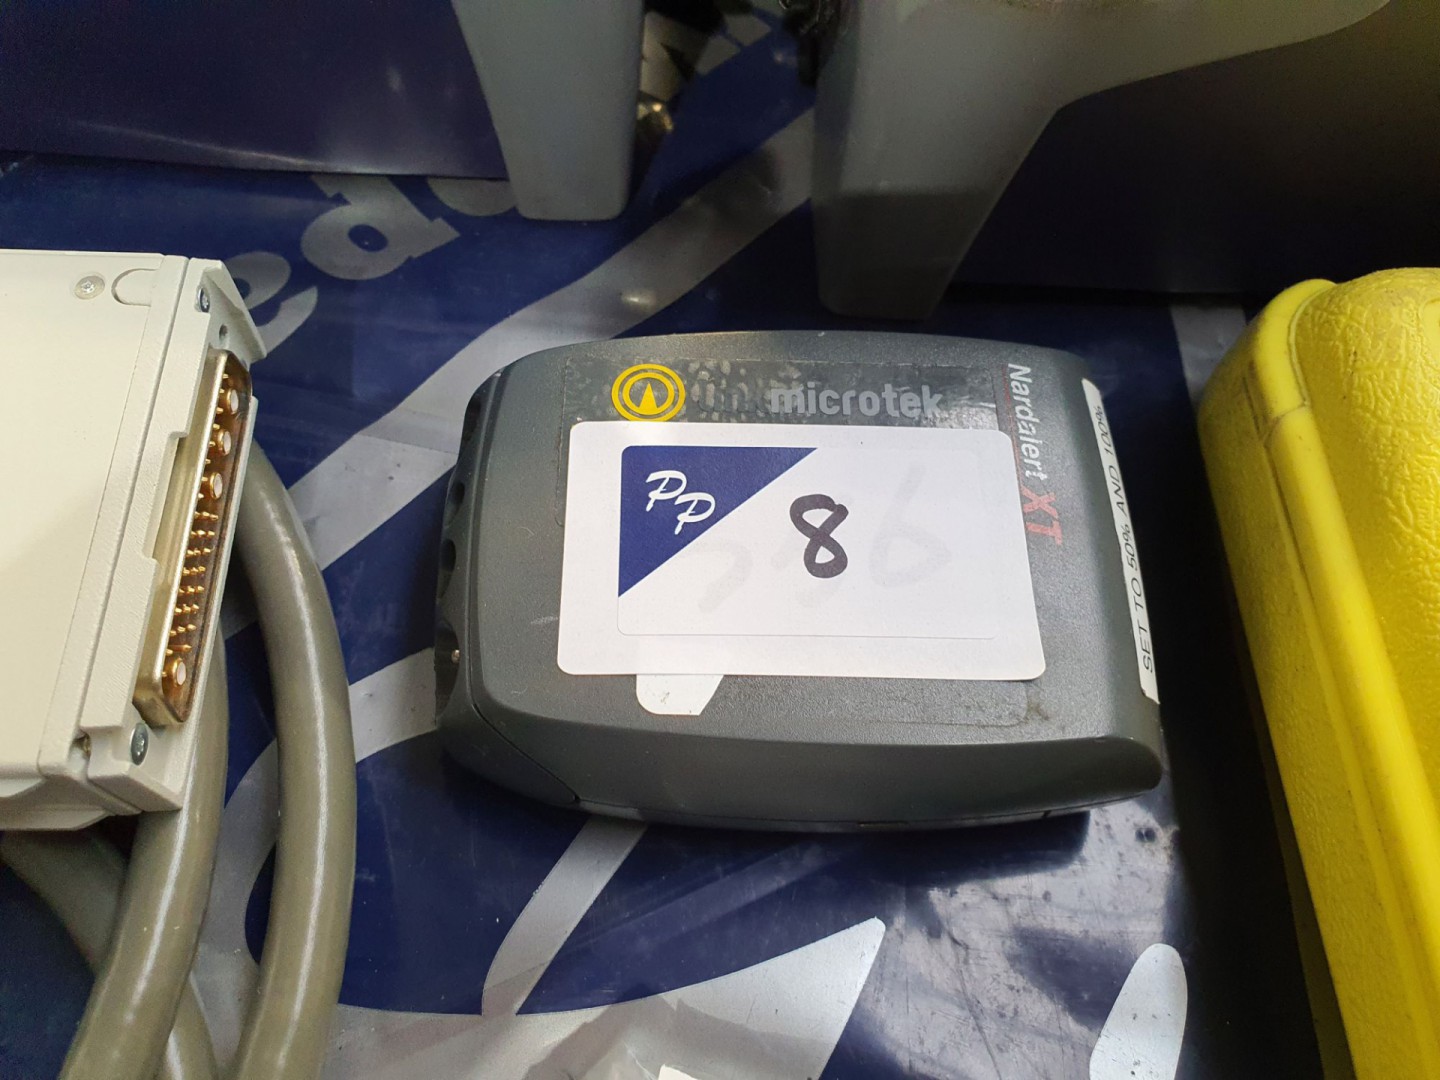 microtek
Nardalert XT
SET TO 50% AND 100%
PP
8